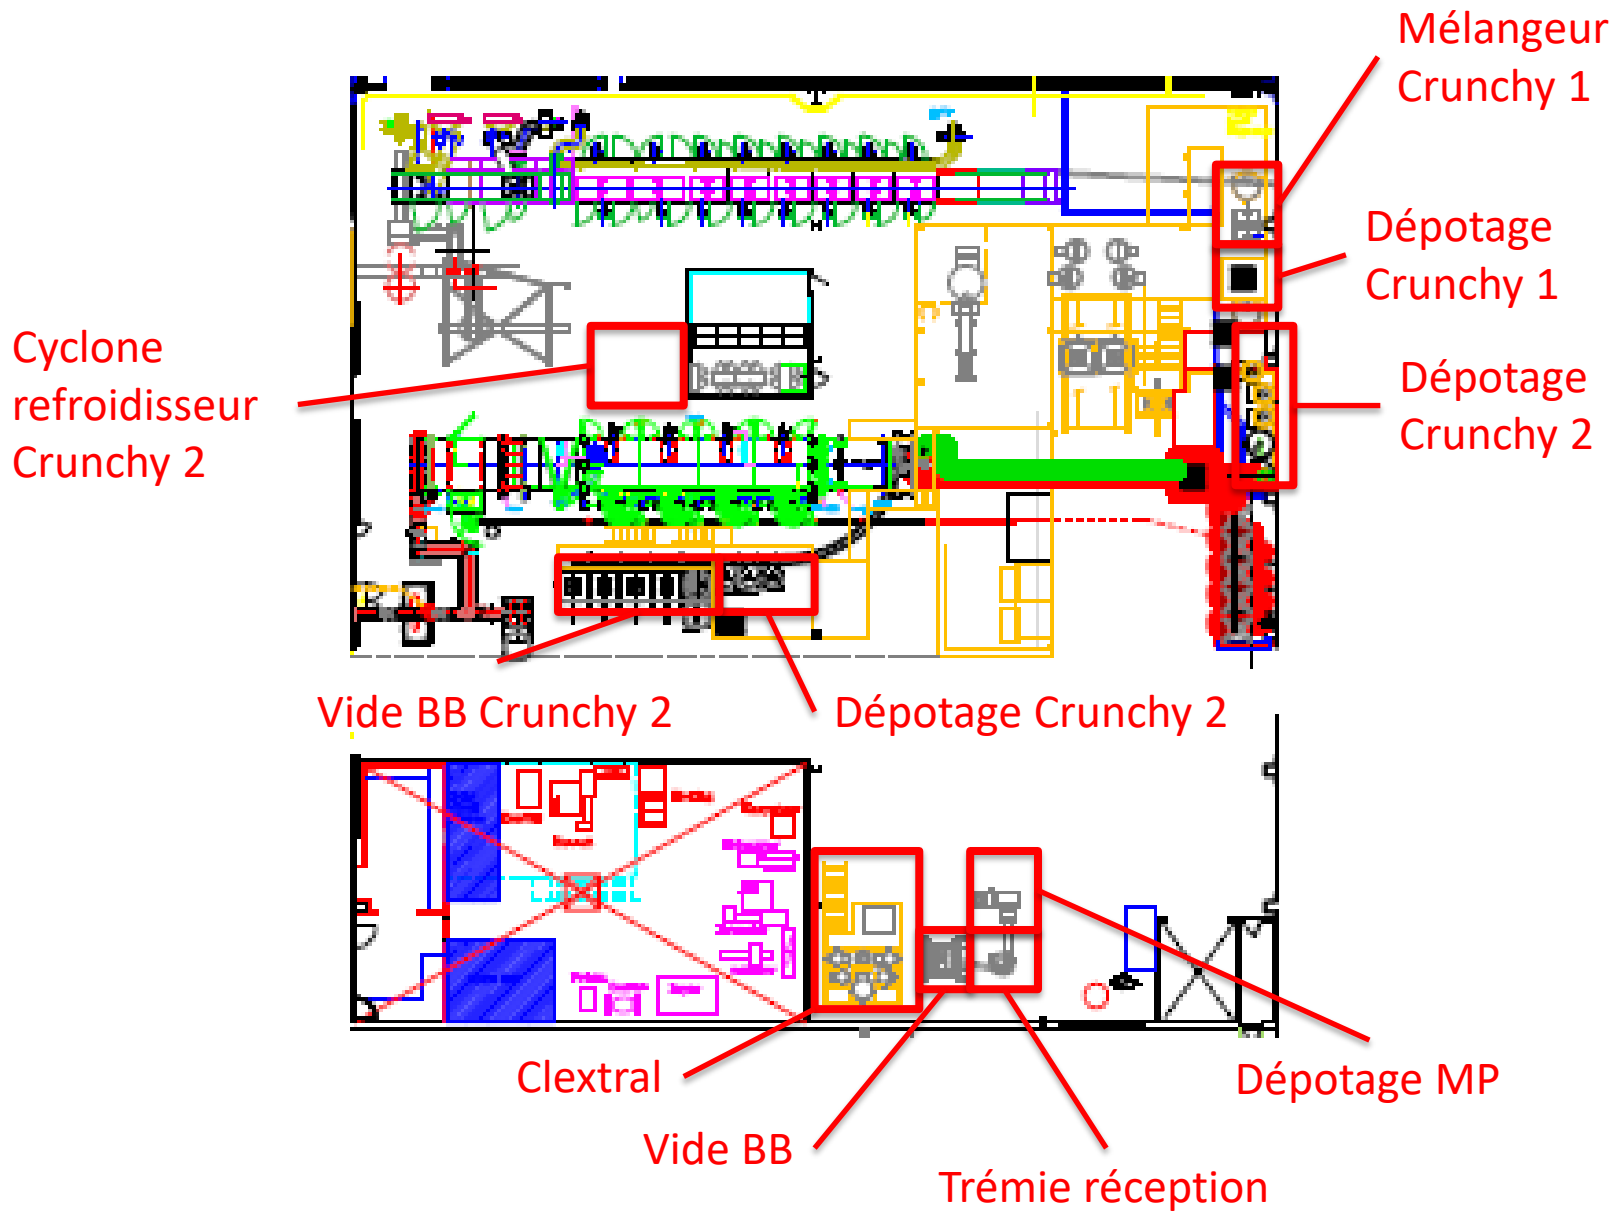 Mélangeur
Crunchy 1
Dépotage
Crunchy 1
Cyclone
refroidisseur
Crunchy 2
Dépotage
Crunchy 2
Vide BB Crunchy 2
Dépotage Crunchy 2
Clextral
Dépotage MP
Vide BB
Trémie réception